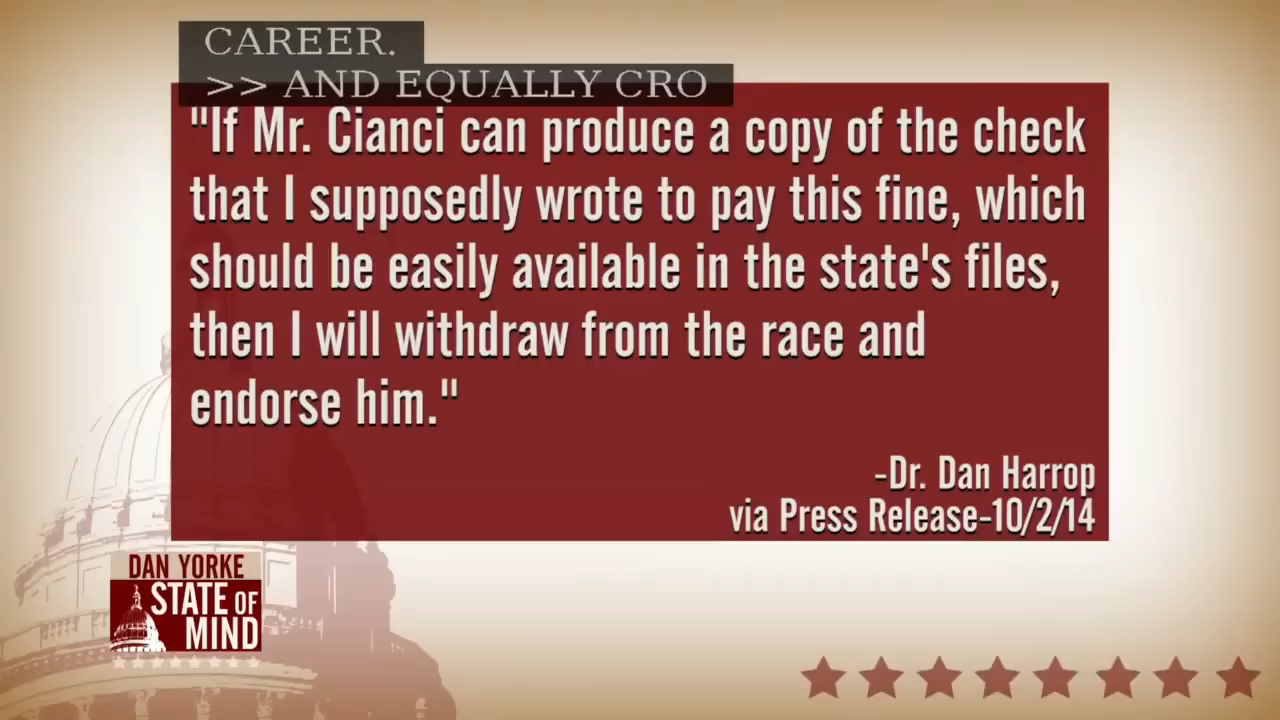 CAREER.
>> AND EQUALLY CRO
"If Mr. Cianci can produce a copy of the check
that I supposedly wrote to pay this fine, which
should be easily available in the state's files,
then I will withdraw from the race and
endorse him."
-Dr. Dan Harrop
via Press Release-10/2/14
DAN YORKE
STATE OF
MIND